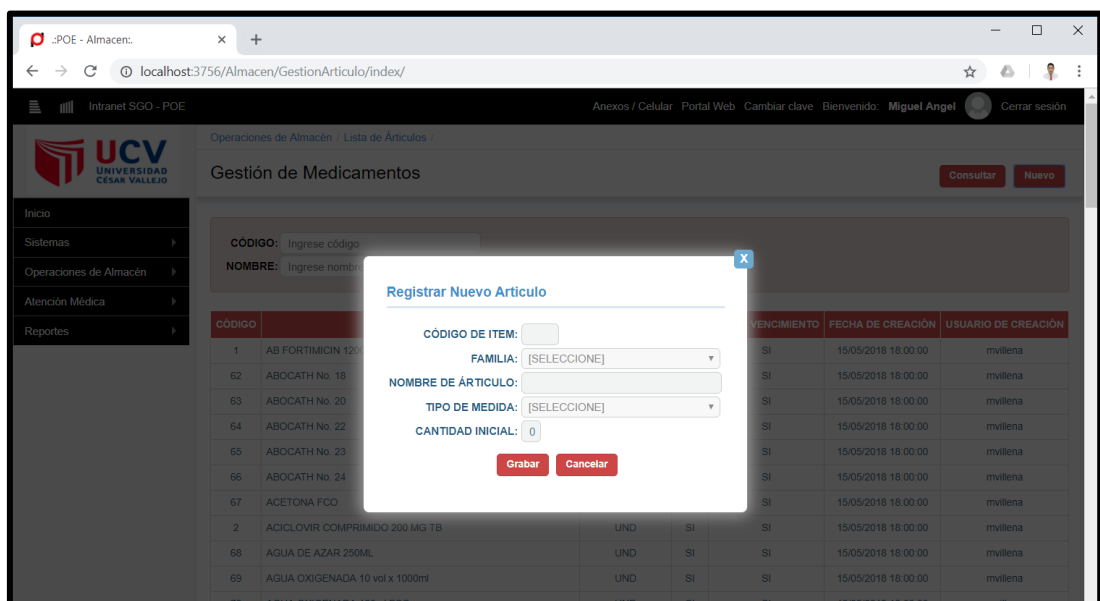 .:POE - Almacen:.
localhost:3756/Almacen/GestionArticulo/index/
Intranet SGO - POE
Anexos / Celular Portal Web Cambiar clave Bienvenido: Miguel Angel Cerrar sesión
UCV
UNIVERSIDAD
CÉSAR VALLEJO
Operaciones de Almacén / Lista de Árticulos /
Gestión de Medicamentos
Consultar
Nuevo
Inicio
Sistemas
Operaciones de Almacén
Atención Médica
Reportes
CÓDIGO: Ingrese código
NOMBRE: Ingrese nombre
X
Registrar Nuevo Articulo
CÓDIGO DE ITEM:
FAMILIA: [SELECCIONE]
NOMBRE DE ÁRTICULO:
TIPO DE MEDIDA: [SELECCIONE]
CANTIDAD INICIAL: 0
Grabar Cancelar
CÓDIGO VENCIMIENTO FECHA DE CREACIÓN USUARIO DE CREACIÓN
1 AB FORTIMICIN SI 15/05/2018 18:00:00 mvillena
62 ABOCATH No. 18 SI 15/05/2018 18:00:00 mvillena
63 ABOCATH No. 20 SI 15/05/2018 18:00:00 mvillena
64 ABOCATH No. 22 SI 15/05/2018 18:00:00 mvillena
65 ABOCATH No. 23 SI 15/05/2018 18:00:00 mvillena
66 ABOCATH No. 24 SI 15/05/2018 18:00:00 mvillena
67 ACETONA FCO SI 15/05/2018 18:00:00 mvillena
2 ACICLOVIR COMPRIMIDO 200 MG TB UND SI SI 15/05/2018 18:00:00 mvillena
68 AGUA DE AZAR 250ML UND SI SI 15/05/2018 18:00:00 mvillena
69 AGUA OXIGENADA 10 vol x 1000ml UND SI SI 15/05/2018 18:00:00 mvillena